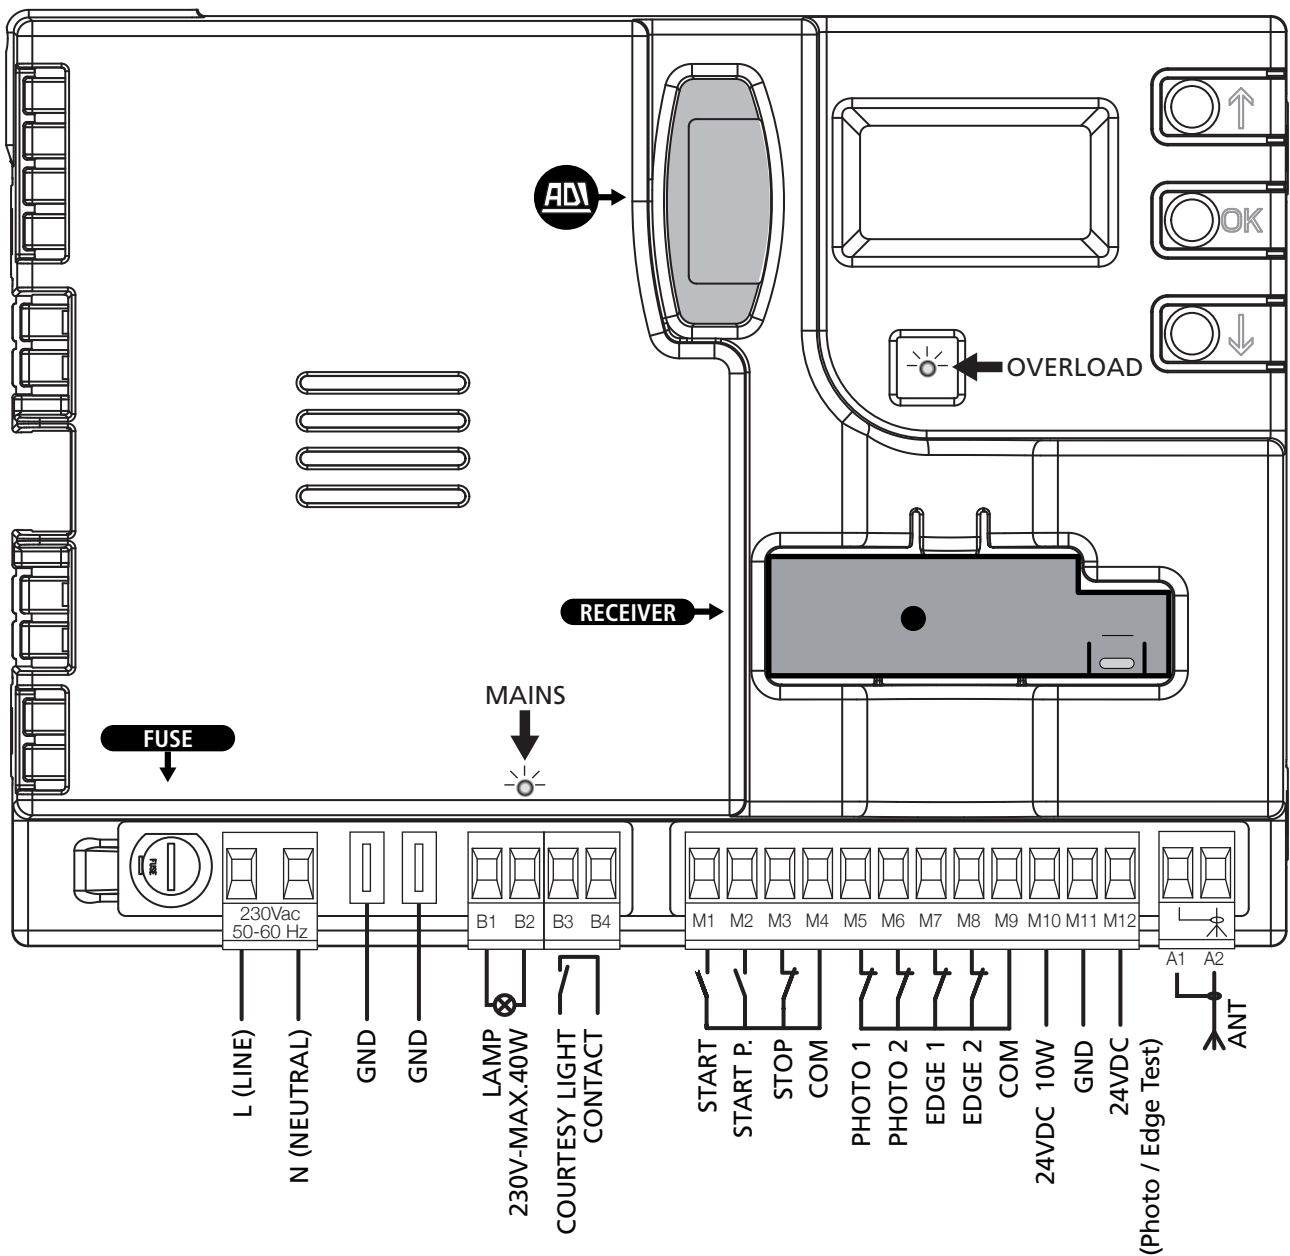 ADI
OK
OVERLOAD
RECEIVER
MAINS
FUSE
FUSE
230Vac
50-60 Hz
B1 B2 B3 B4
M1 M2 M3 M4 M5 M6 M7 M8 M9 M10 M11 M12
A1 A2
L (LINE)
N (NEUTRAL)
GND
GND
LAMP
230V-MAX.40W
COURTESY LIGHT
CONTACT
START
START P.
STOP
COM
PHOTO 1
PHOTO 2
EDGE 1
EDGE 2
COM
24VDC 10W
GND
24VDC
(Photo / Edge Test)
ANT